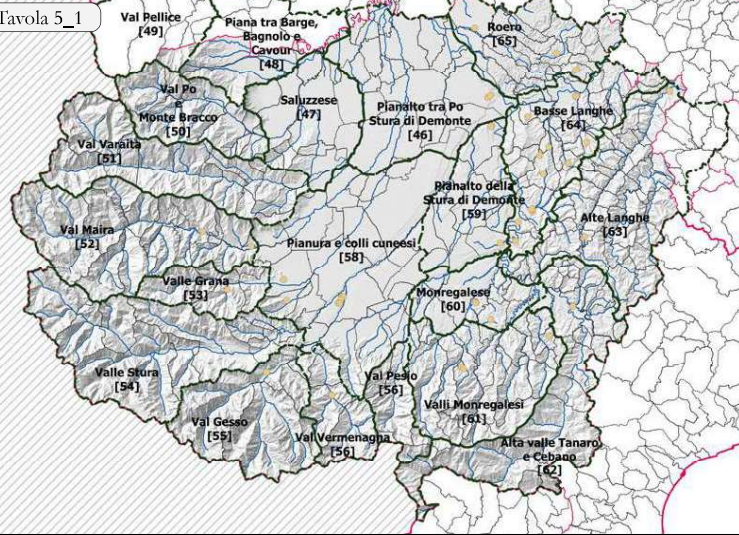 Tavola 5_1
Val Pellice
[49]
Piana tra Barge,
Bagnolo e
Cavour
[48]
Roero
[65]
Val Po
e
Monte Bracco
[50]
Saluzzese
[47]
Pianalto tra Po
Stura di Demonte
[46]
Basse Langhe
[64]
Val Varaita
[51]
Pianalto della
Stura di Demonte
[59]
Alte Langhe
[63]
Val Maira
[52]
Pianura e colli cuneesi
[58]
Valle Grana
[53]
Monregalese
[60]
Valle Stura
[54]
Val Pesio
[56]
Valli Monregalesi
[61]
Val Gesso
[55]
Val Vermenagna
[56]
Alta valle Tanaro
e Cebano
[62]